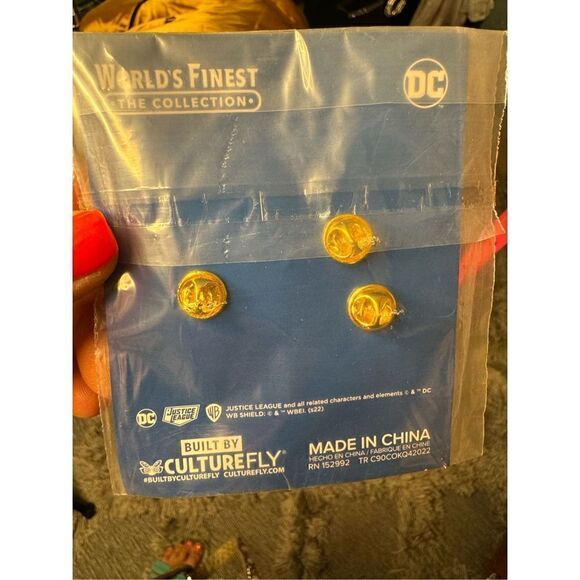 WORLD'S FINEST
• THE COLLECTION •
DC
DC JUSTICE LEAGUE WB
JUSTICE LEAGUE and all related characters and elements © & ™ DC
WB SHIELD: © & ™ WBEI. (s22)
BUILT BY
CULTUREFLY
#BUILTBYCULTUREFLY CULTUREFLY.COM
MADE IN CHINA
HECHO EN CHINA / FABRIQUE EN CHINE
RN 152992 TR C90COKQ42022